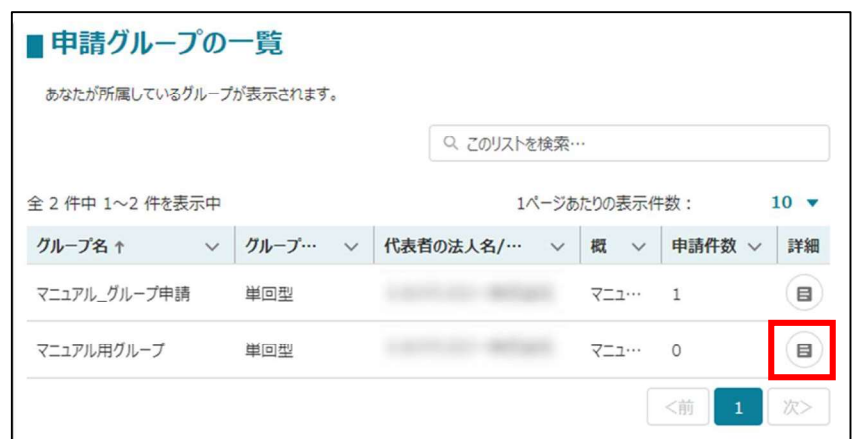 申請グループの一覧
あなたが所属しているグループが表示されます。
このリストを検索…
全 2 件中 1～2 件を表示中 1ページあたりの表示件数： 10
グループ名↑ グループ… 代表者の法人名/… 概 申請件数 詳細
マニュアル_グループ申請 単回型 マニュ… 1
マニュアル用グループ 単回型 マニュ… 0
<前 1 次>